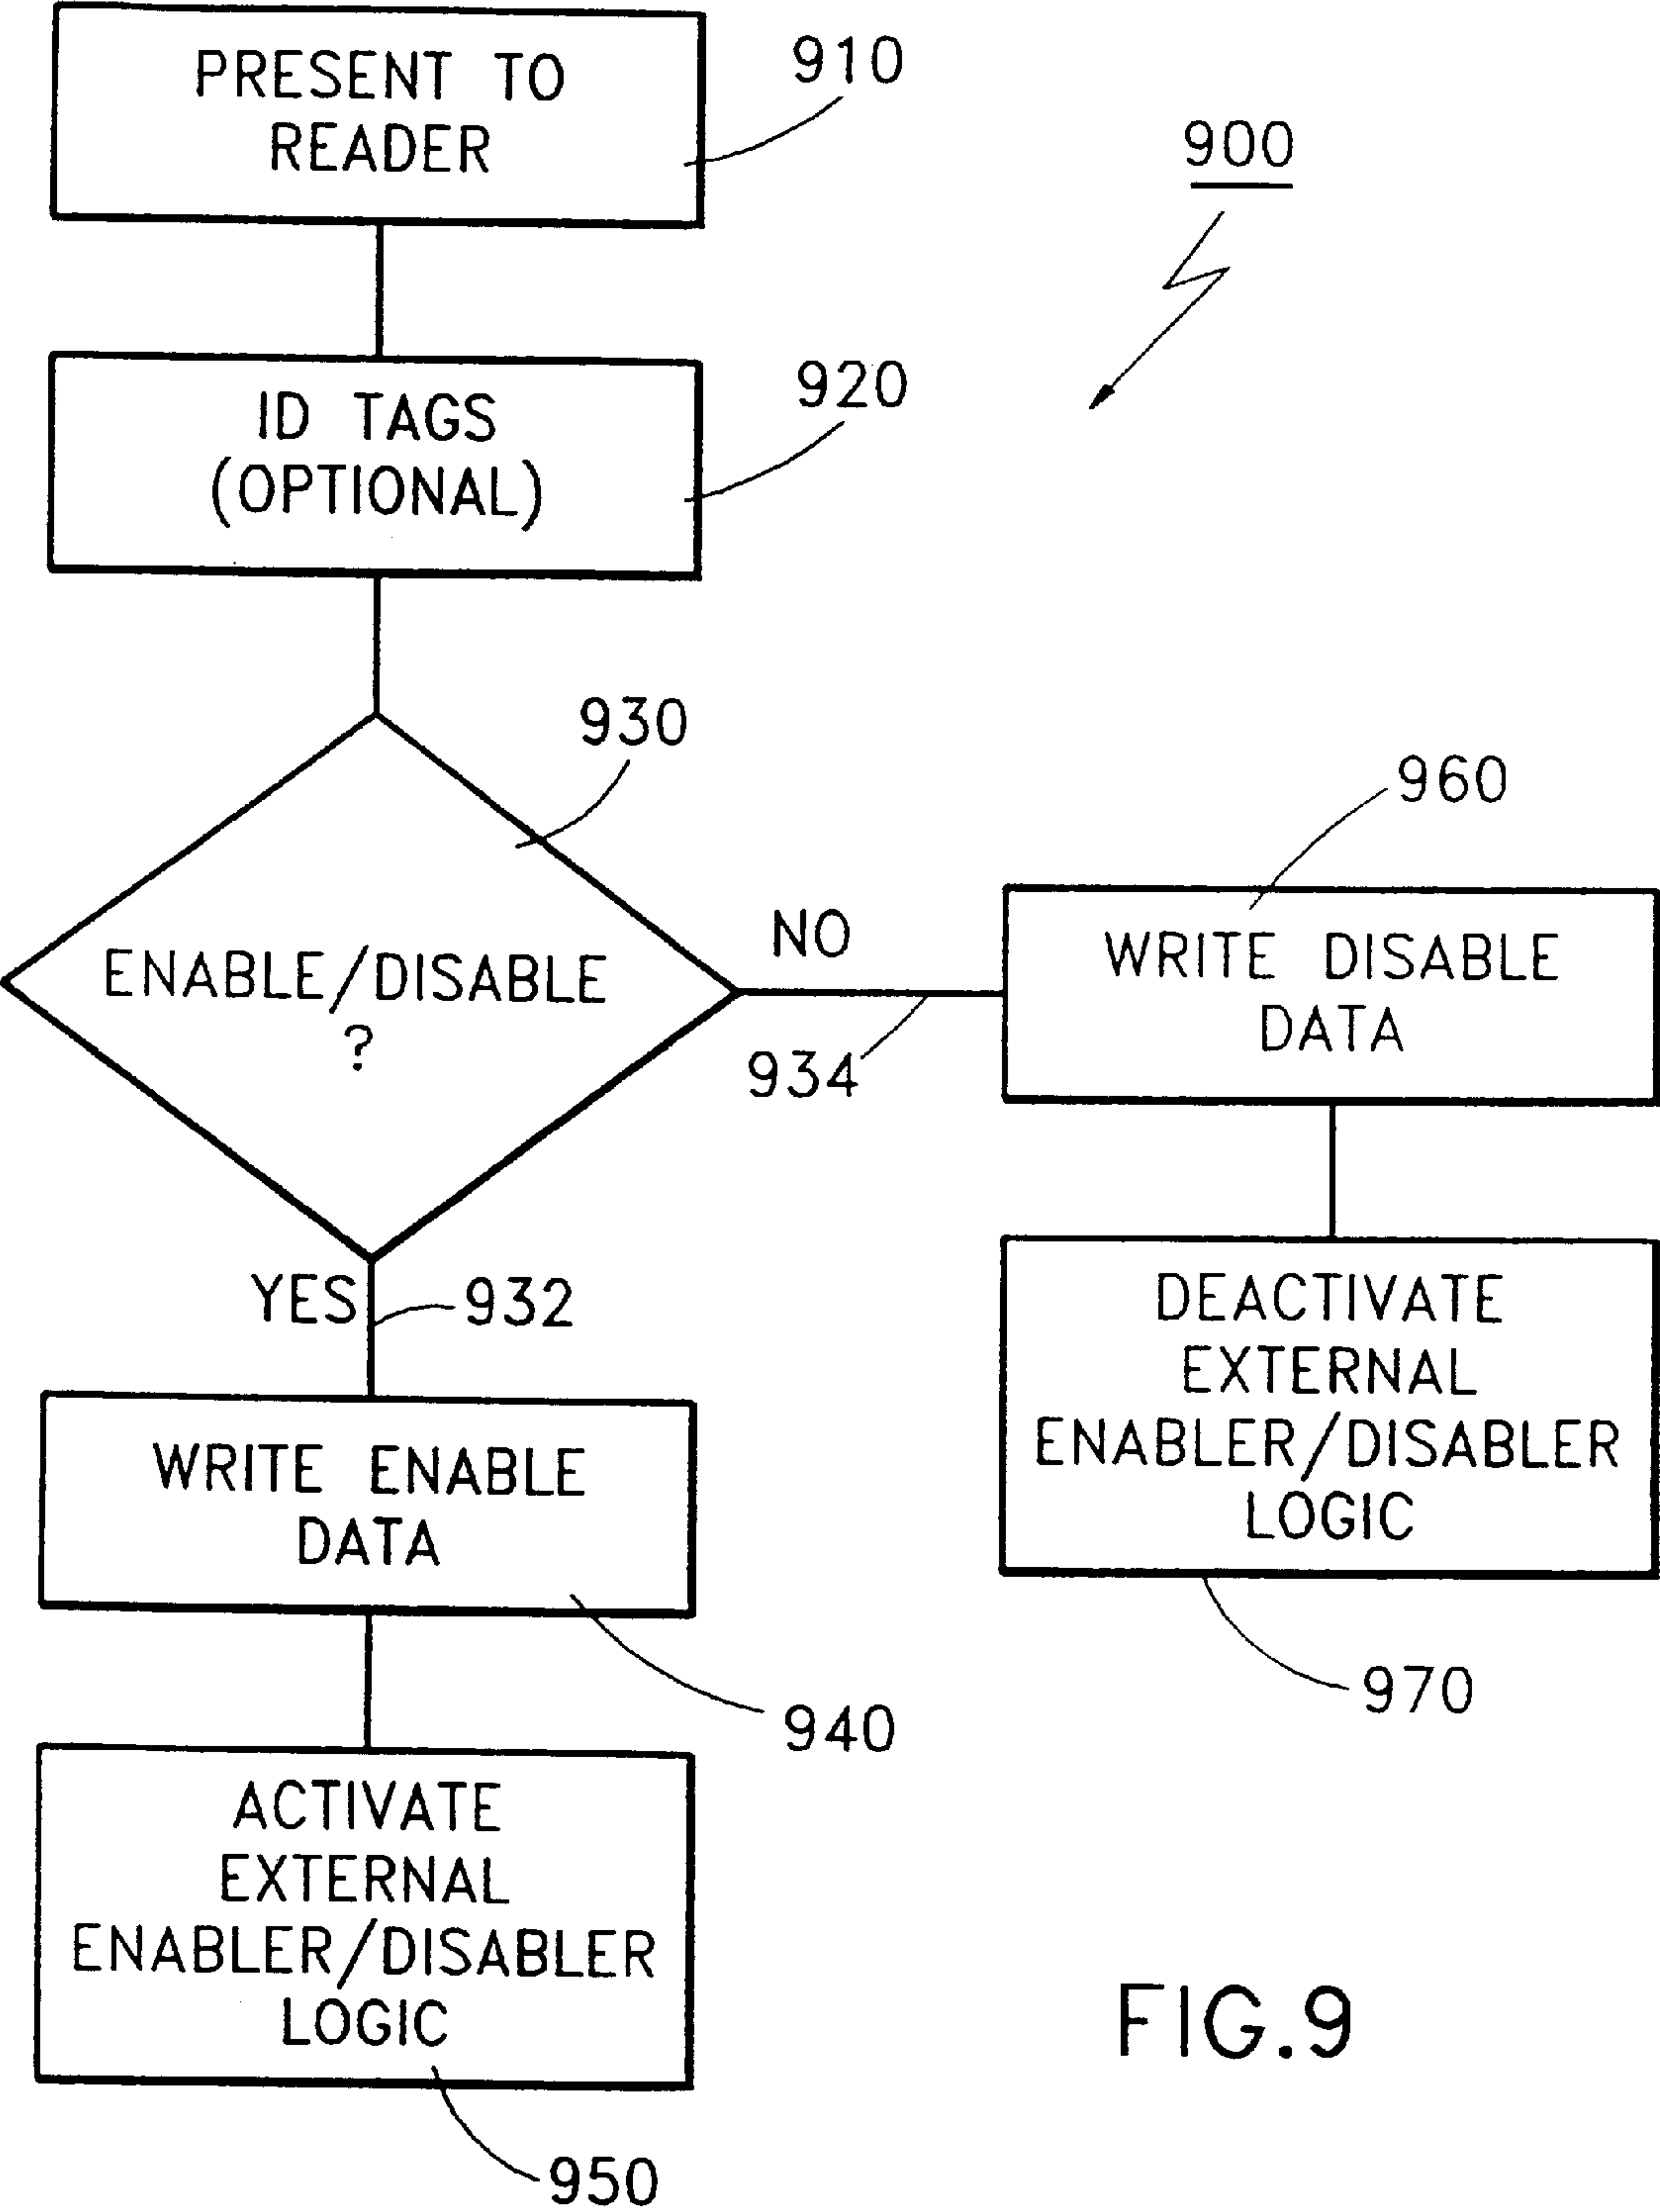 PRESENT TO
READER
910
900
ID TAGS
(OPTIONAL)
920
930
ENABLE/DISABLE
?
NO
934
960
WRITE DISABLE
DATA
YES
932
DEACTIVATE
EXTERNAL
ENABLER/DISABLER
LOGIC
970
WRITE ENABLE
DATA
940
ACTIVATE
EXTERNAL
ENABLER/DISABLER
LOGIC
950
FIG.9